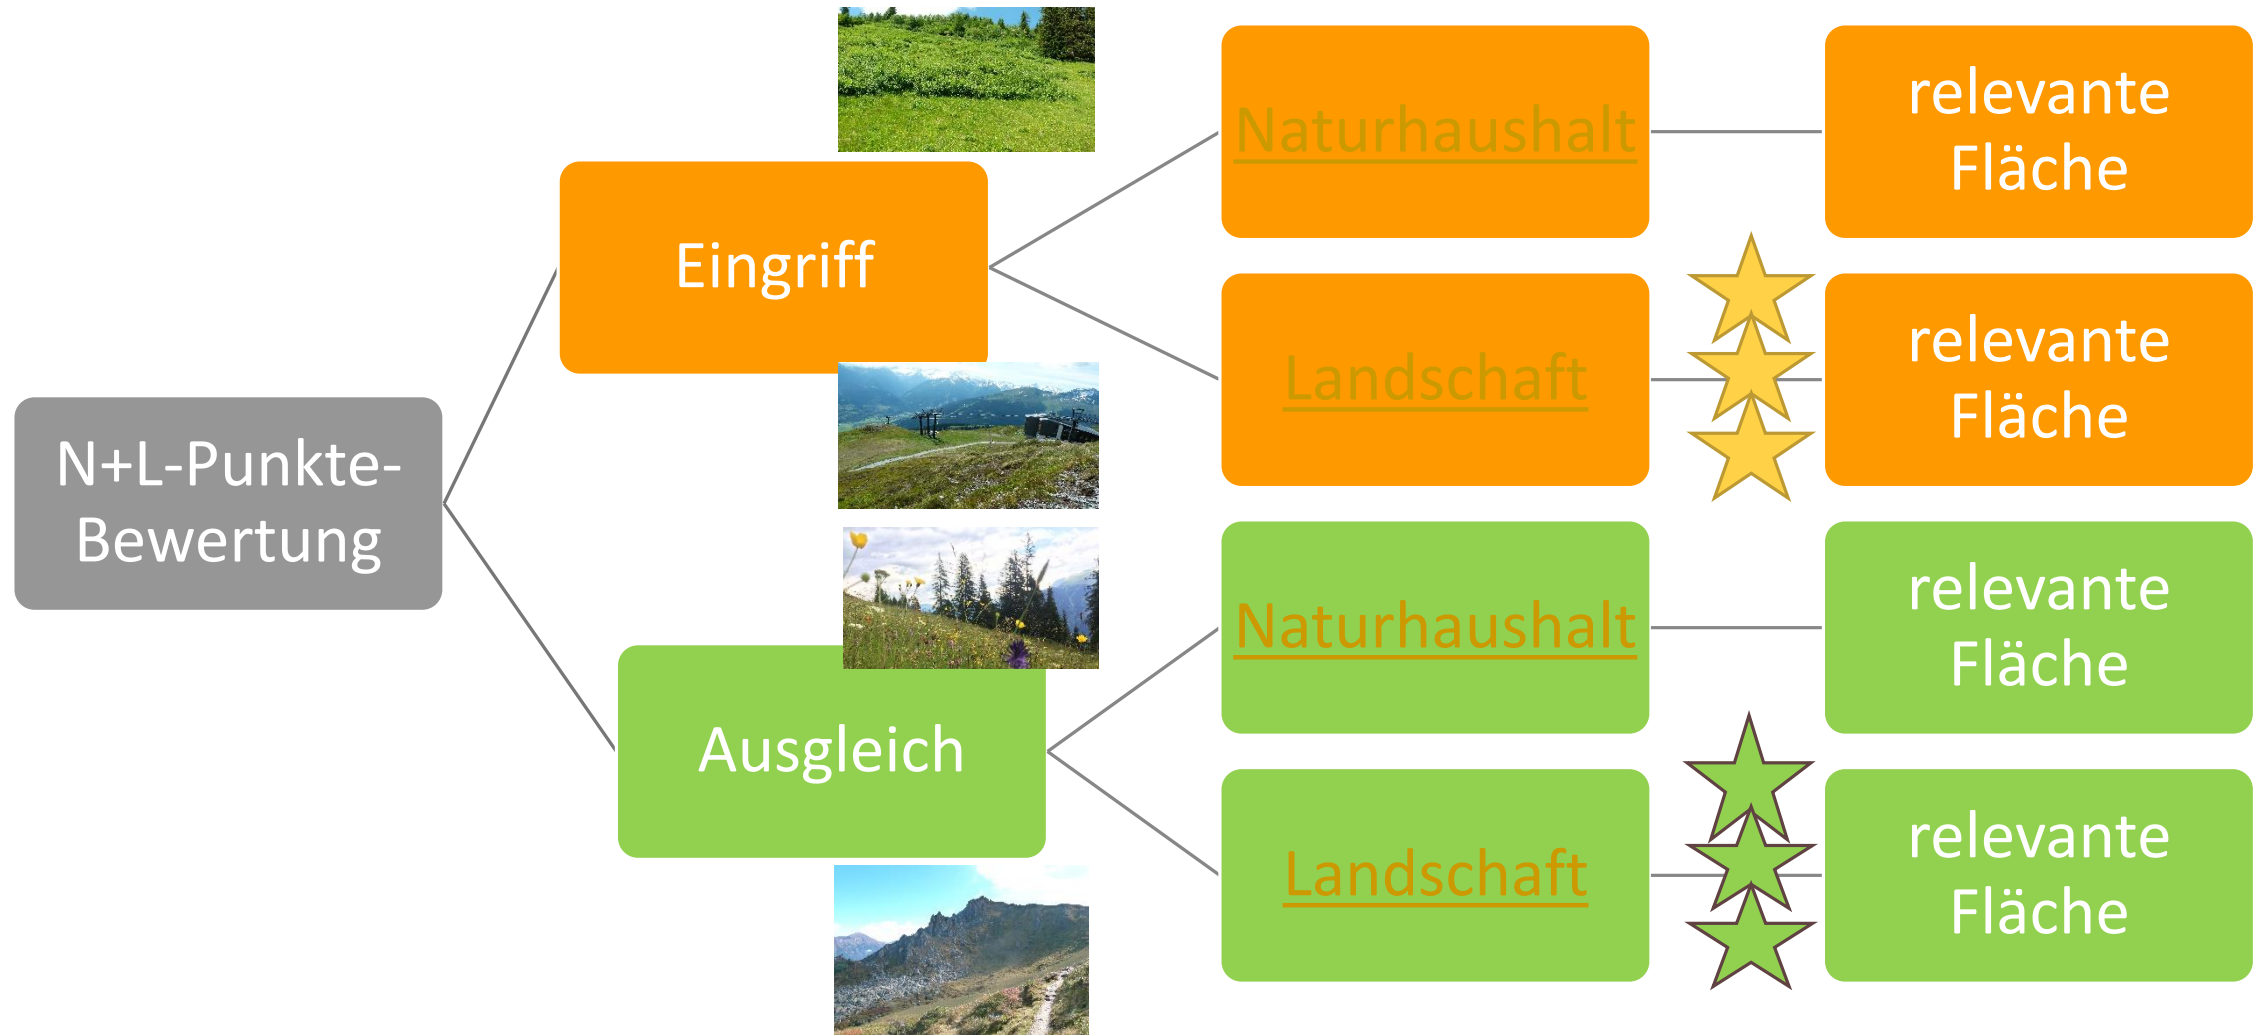 N+L-Punkte-
Bewertung
Eingriff
Naturhaushalt
relevante
Fläche
Landschaft
relevante
Fläche
Ausgleich
Naturhaushalt
relevante
Fläche
Landschaft
relevante
Fläche